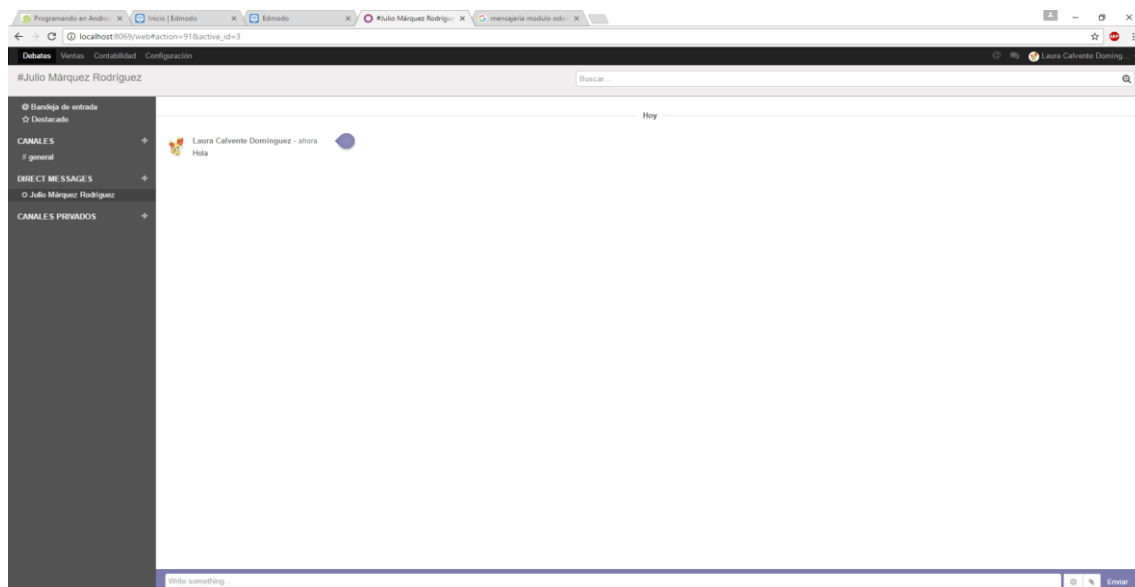 Programando en Androi
Inicio | Edmodo
Edmodo
#Julio Márquez Rodrígu
mensajeria modulo odo
localhost:8069/web#action=91&active_id=3
Debates Ventas Contabilidad Configuración
Laura Calvente Doming...
#Julio Márquez Rodríguez
Buscar...
Bandeja de entrada
Destacado
CANALES +
# general
DIRECT MESSAGES +
Julio Márquez Rodríguez
CANALES PRIVADOS +
Hoy
Laura Calvente Domínguez - ahora
Hola
Write something...
Enviar